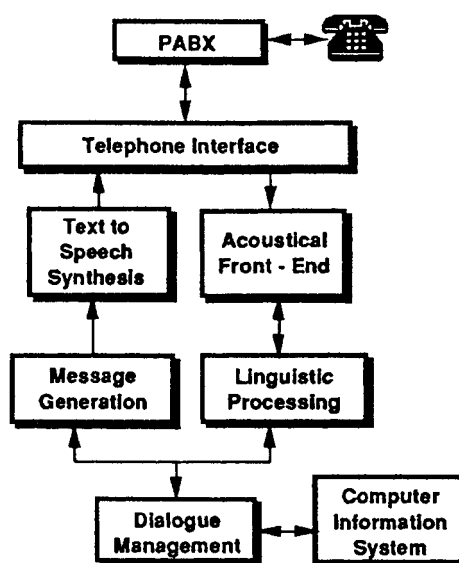 PABX
Telephone Interface
Text to
Speech
Synthesis
Acoustical
Front - End
Message
Generation
Linguistic
Processing
Dialogue
Management
Computer
Information
System